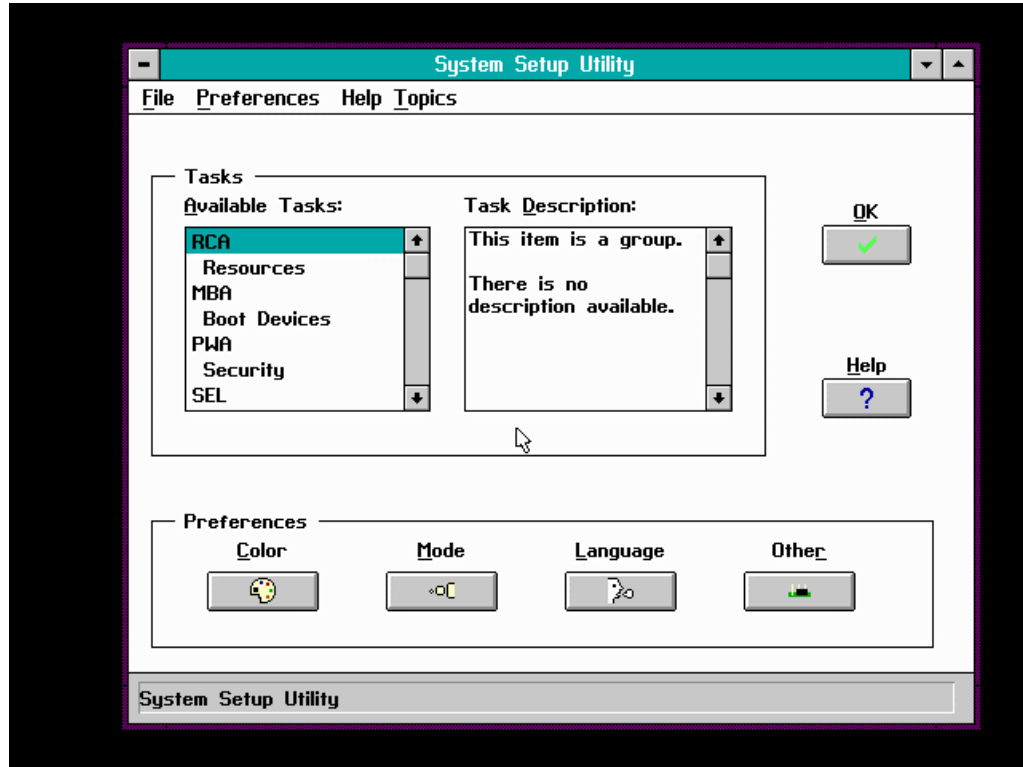 System Setup Utility
File Preferences Help Topics
Tasks
Available Tasks:
RCA
Resources
MBA
Boot Devices
PWA
Security
SEL
Task Description:
This item is a group.
There is no
description available.
OK
Help
?
Preferences
Color Mode Language Other
System Setup Utility